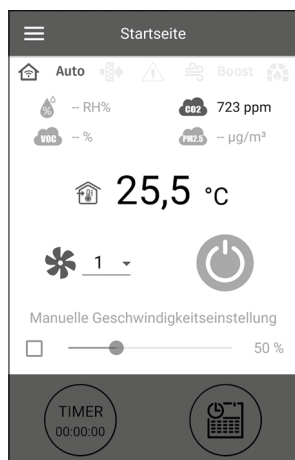 Startseite
Auto Boost
-- RH% CO2 723 ppm
VOC -- % PM2.5 -- µg/m³
25,5 °C
1
Manuelle Geschwindigkeitseinstellung
50 %
TIMER
00:00:00